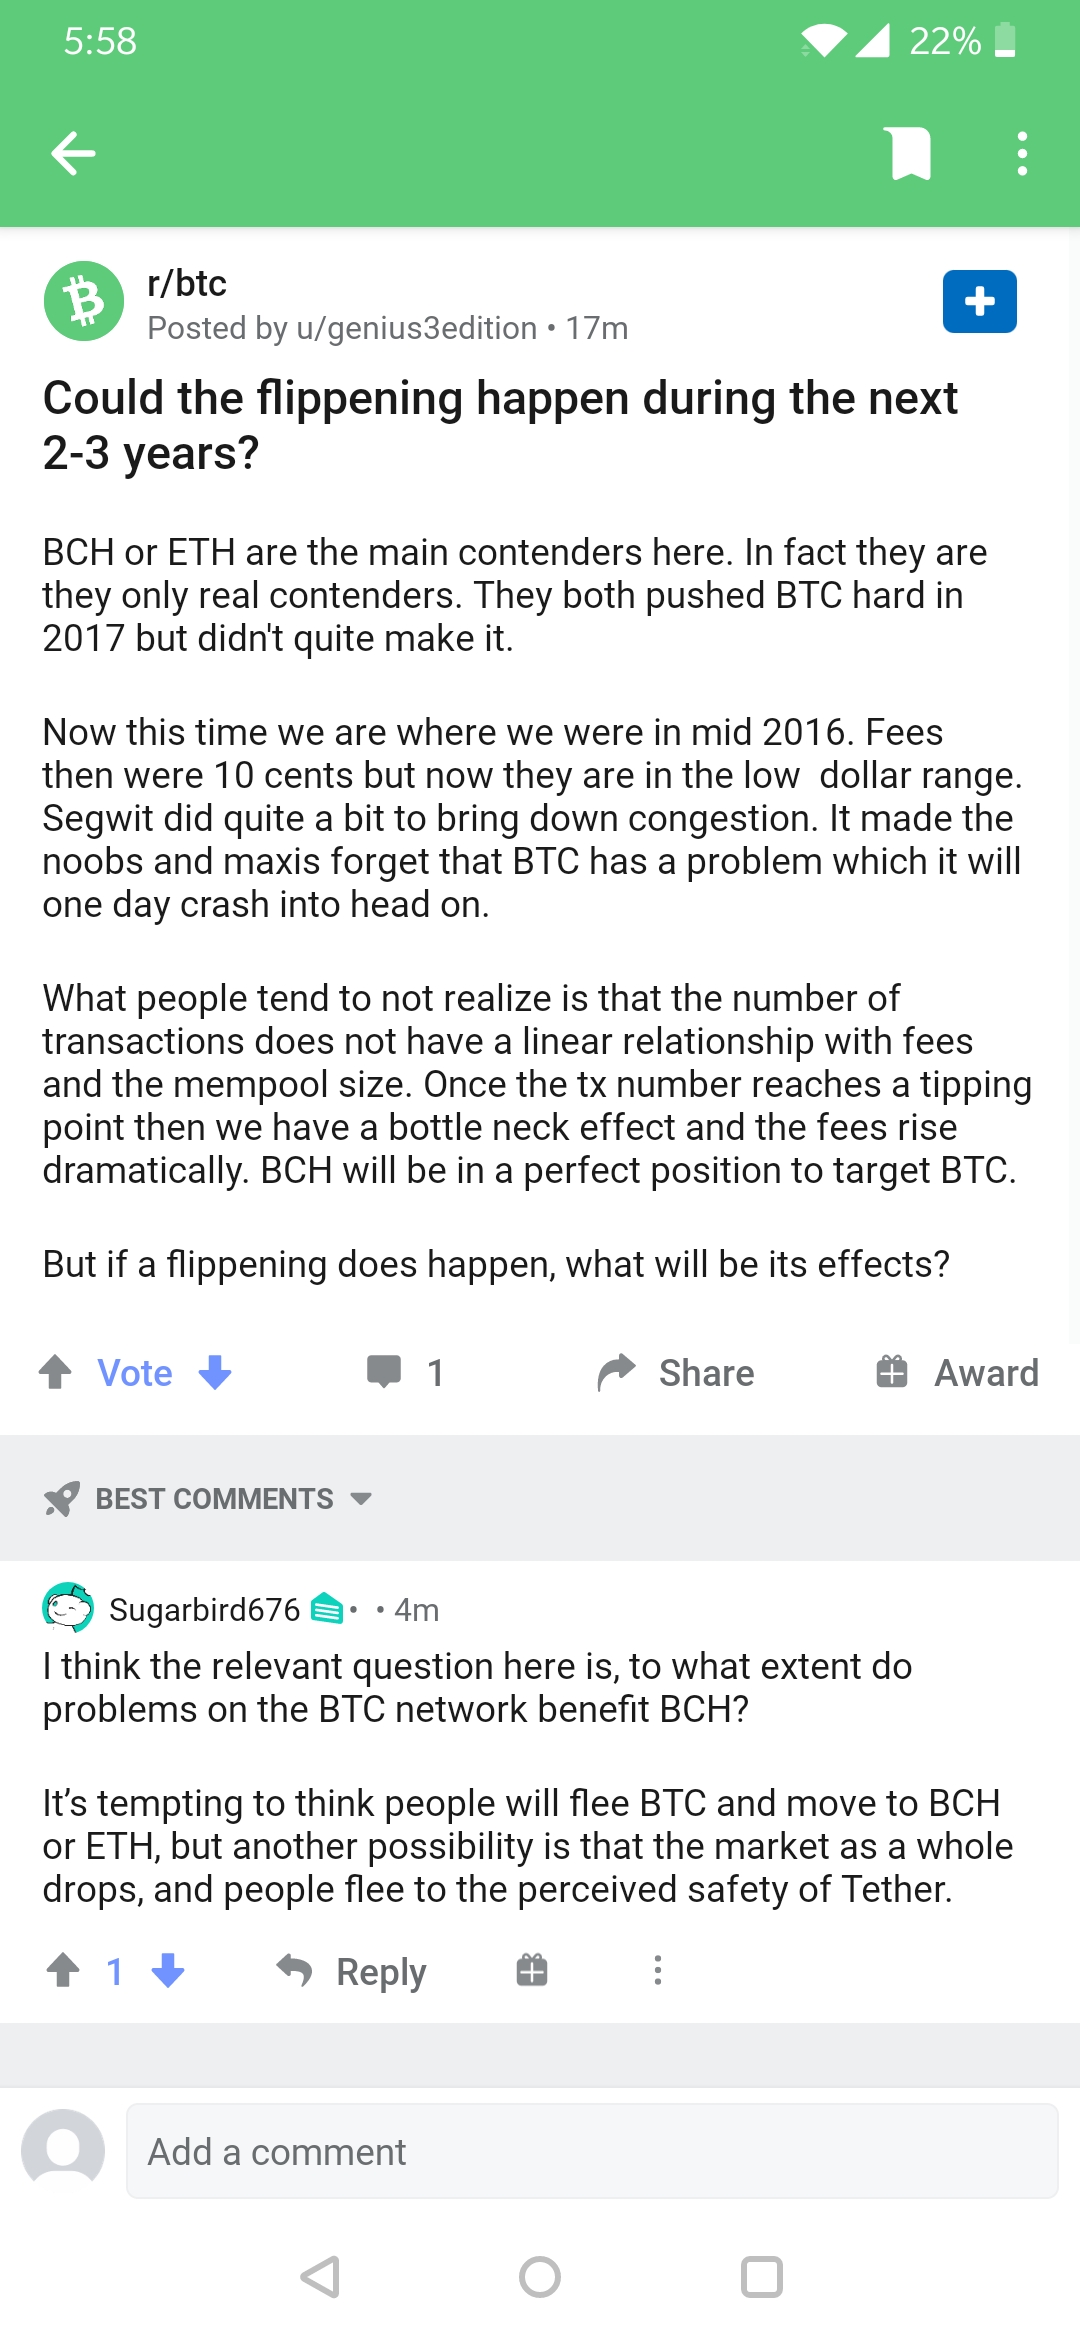 5:58
22%
r/btc
Posted by u/genius3edition • 17m
Could the flippening happen during the next
2-3 years?
BCH or ETH are the main contenders here. In fact they are
they only real contenders. They both pushed BTC hard in
2017 but didn't quite make it.
Now this time we are where we were in mid 2016. Fees
then were 10 cents but now they are in the low  dollar range.
Segwit did quite a bit to bring down congestion. It made the
noobs and maxis forget that BTC has a problem which it will
one day crash into head on.
What people tend to not realize is that the number of
transactions does not have a linear relationship with fees
and the mempool size. Once the tx number reaches a tipping
point then we have a bottle neck effect and the fees rise
dramatically. BCH will be in a perfect position to target BTC.
But if a flippening does happen, what will be its effects?
Vote 1 Share Award
BEST COMMENTS
Sugarbird676 • • 4m
I think the relevant question here is, to what extent do
problems on the BTC network benefit BCH?
It’s tempting to think people will flee BTC and move to BCH
or ETH, but another possibility is that the market as a whole
drops, and people flee to the perceived safety of Tether.
1 Reply
Add a comment